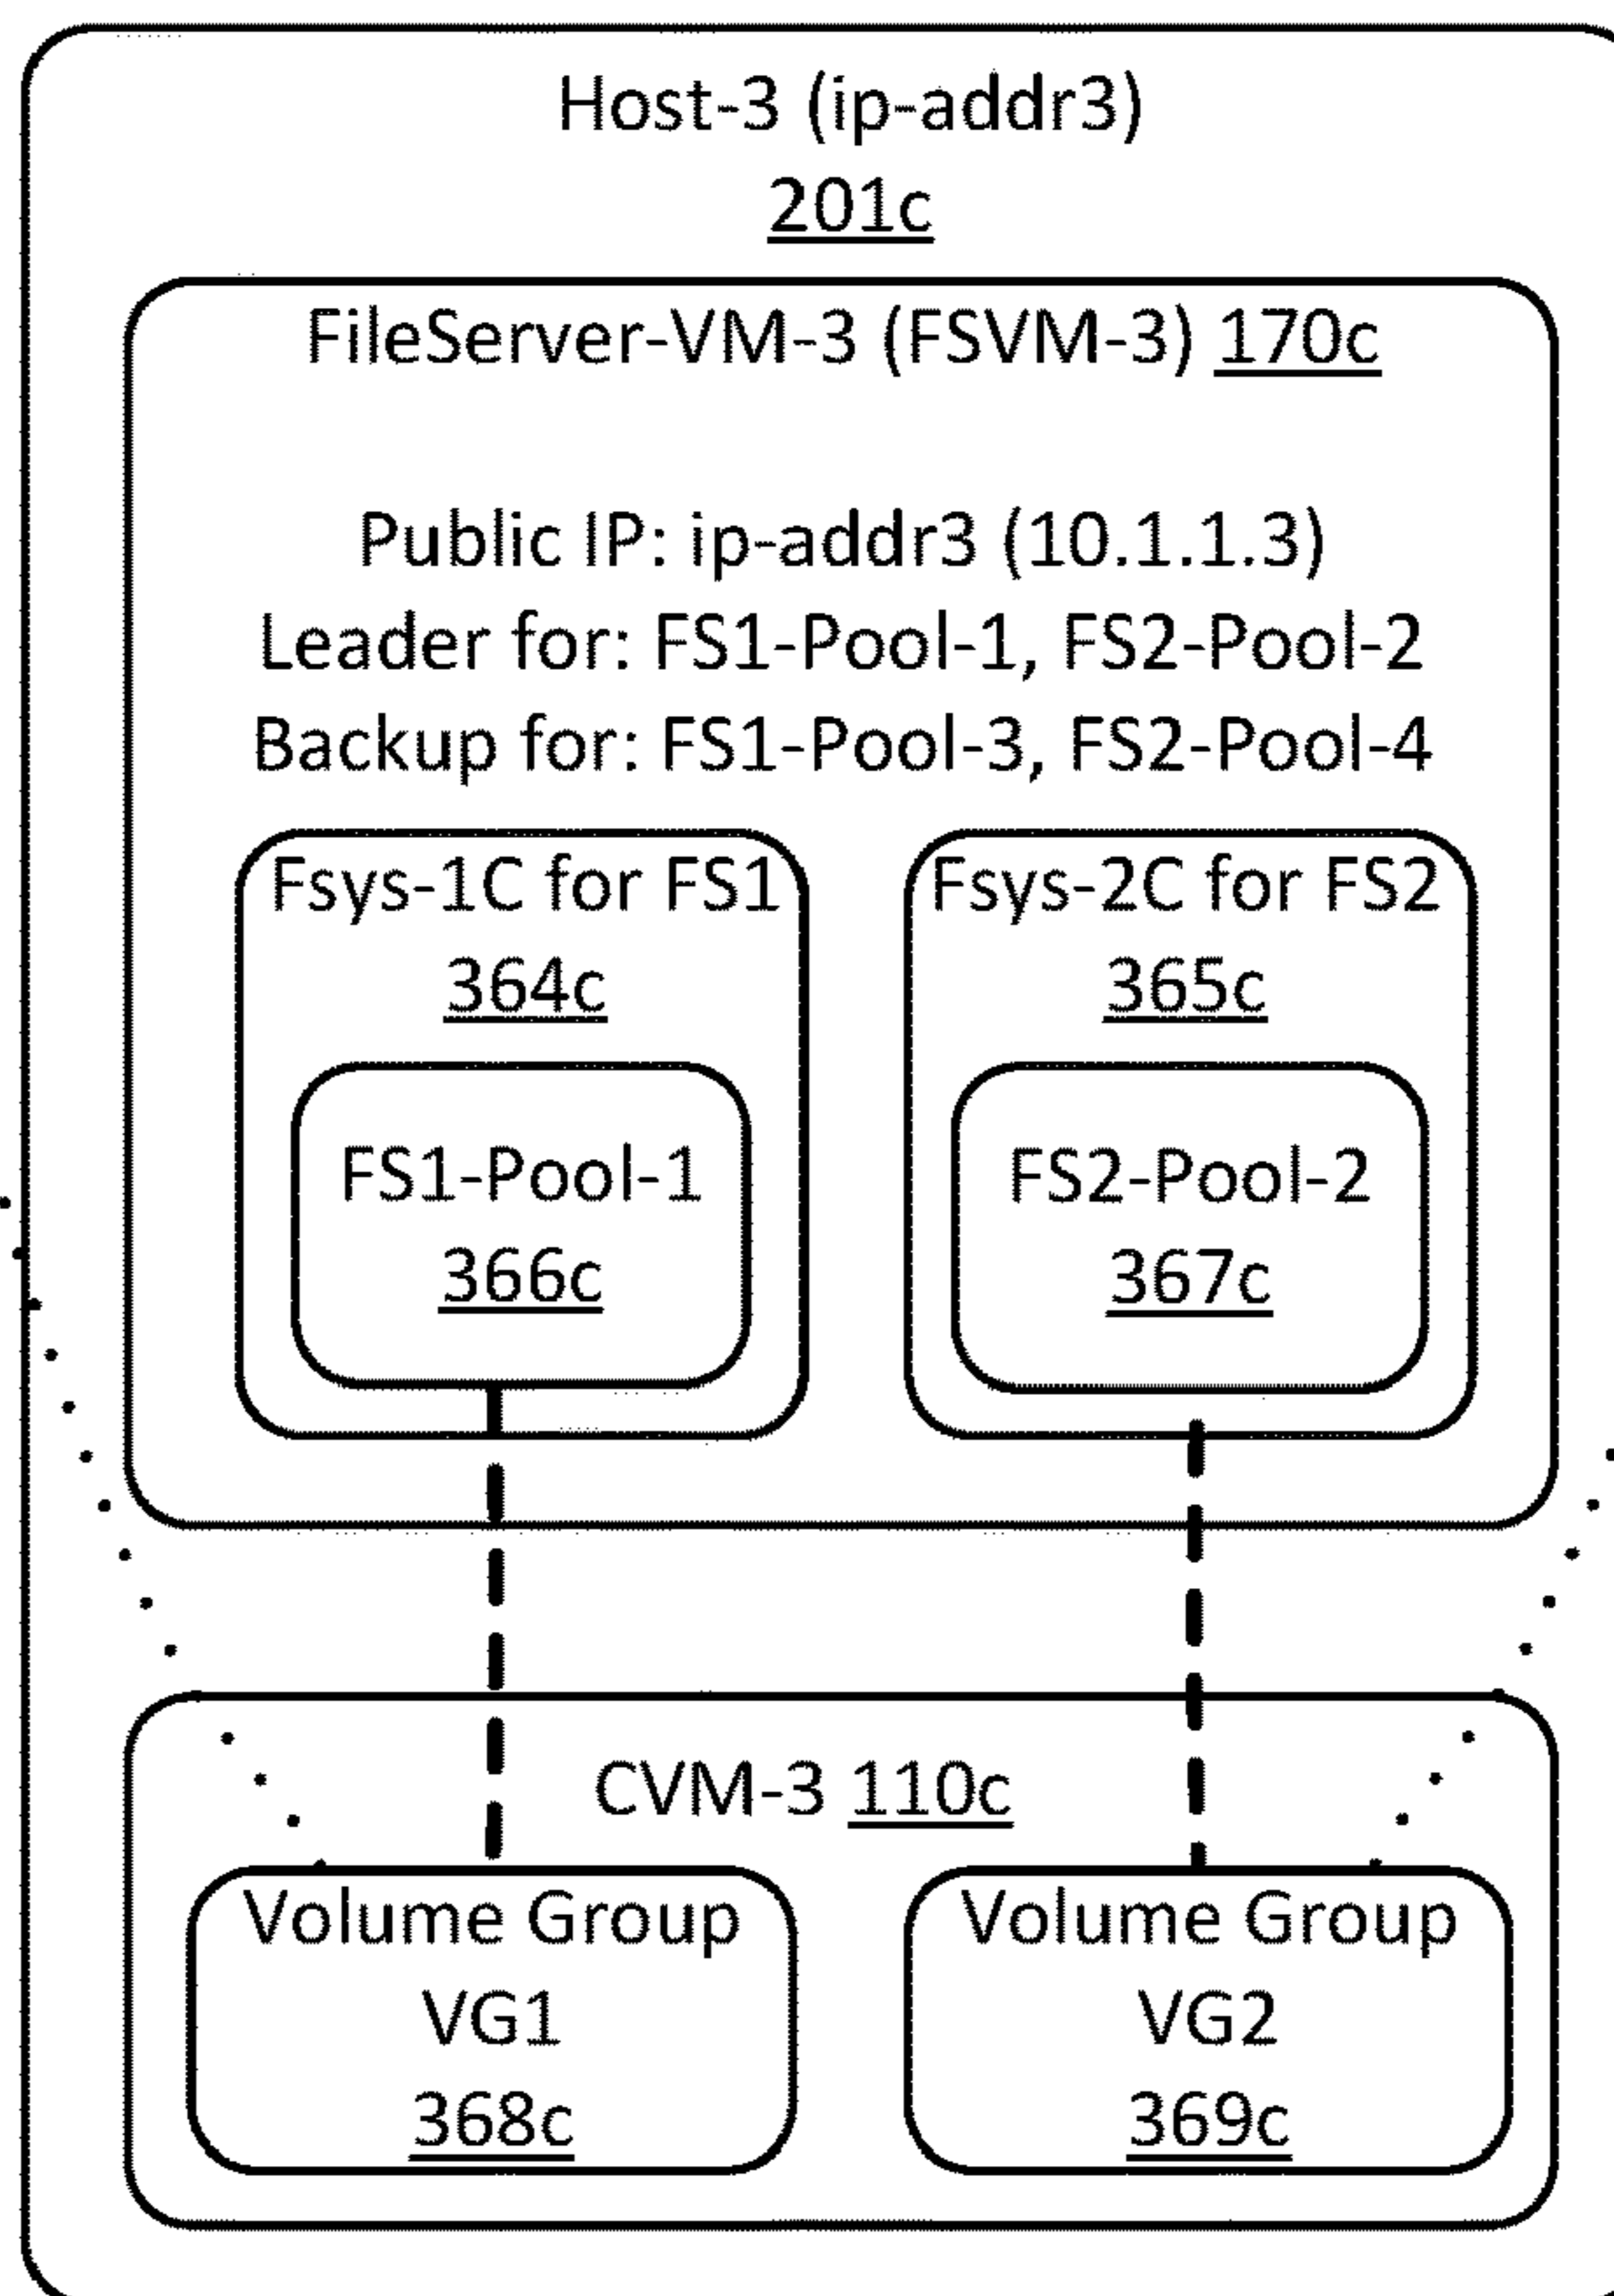 Host-3 (ip-addr3)
201c
FileServer-VM-3 (FSVM-3) 170c
Public IP: ip-addr3 (10.1.1.3)
Leader for: FS1-Pool-1, FS2-Pool-2
Backup for: FS1-Pool-3, FS2-Pool-4
Fsys-1C for FS1
364c
FS1-Pool-1
366c
Fsys-2C for FS2
365c
FS2-Pool-2
367c
CVM-3 110c
Volume Group
VG1
368c
Volume Group
VG2
369c